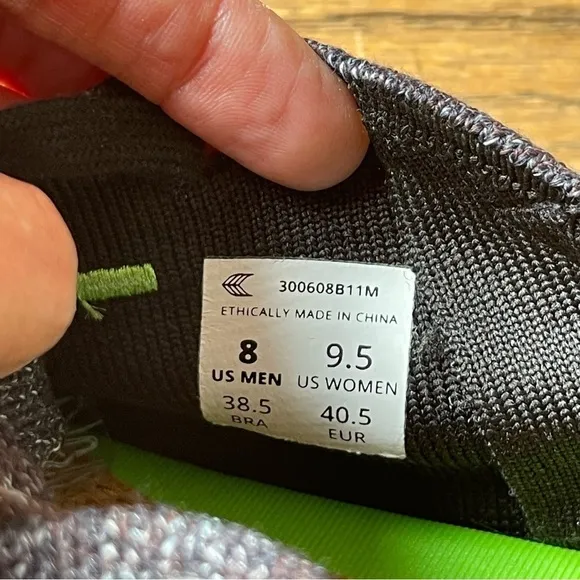 300608B11M
ETHICALLY MADE IN CHINA
8 9.5
US MEN US WOMEN
38.5 40.5
BRA EUR